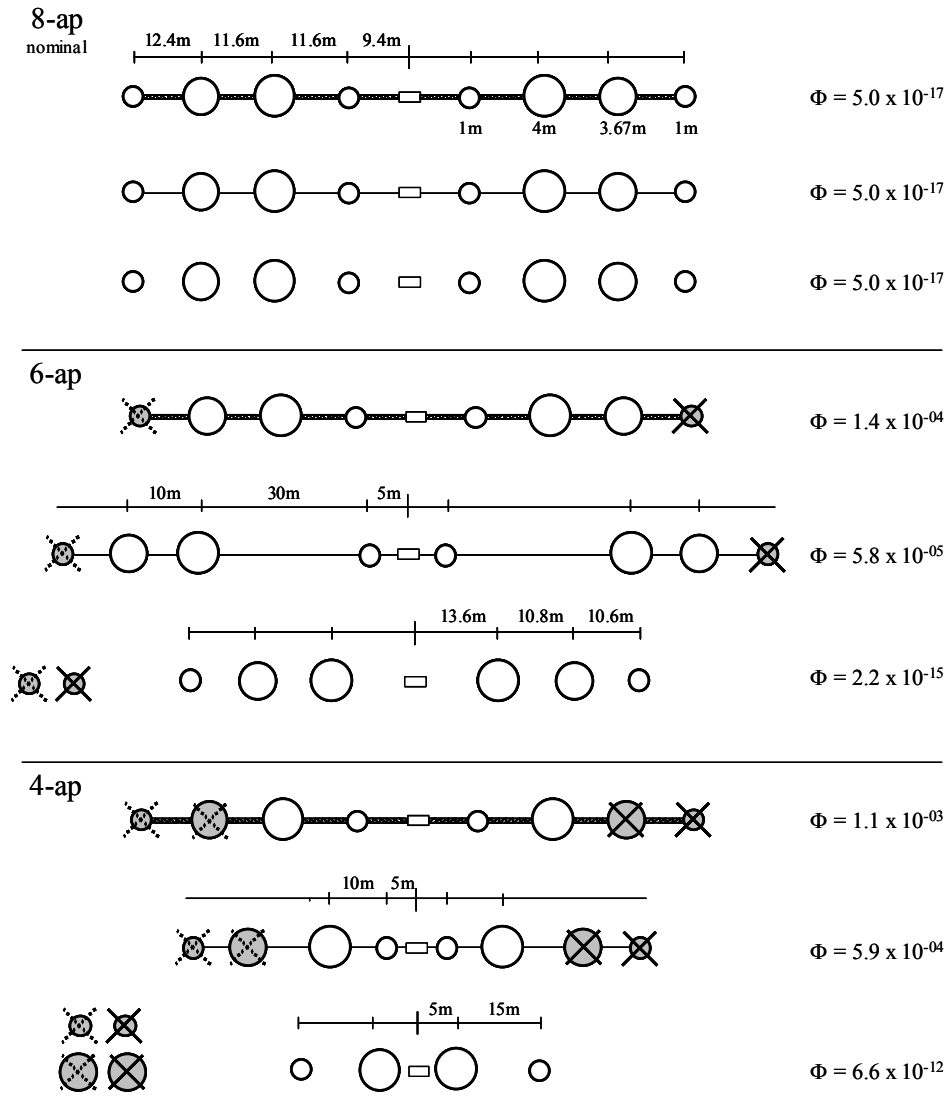 8-ap
nominal
12.4m 11.6m 11.6m 9.4m
Φ = 5.0 x 10-17
1m 4m 3.67m 1m
Φ = 5.0 x 10-17
Φ = 5.0 x 10-17
6-ap
Φ = 1.4 x 10-04
10m 30m 5m
Φ = 5.8 x 10-05
13.6m 10.8m 10.6m
Φ = 2.2 x 10-15
4-ap
Φ = 1.1 x 10-03
10m 5m
Φ = 5.9 x 10-04
5m 15m
Φ = 6.6 x 10-12